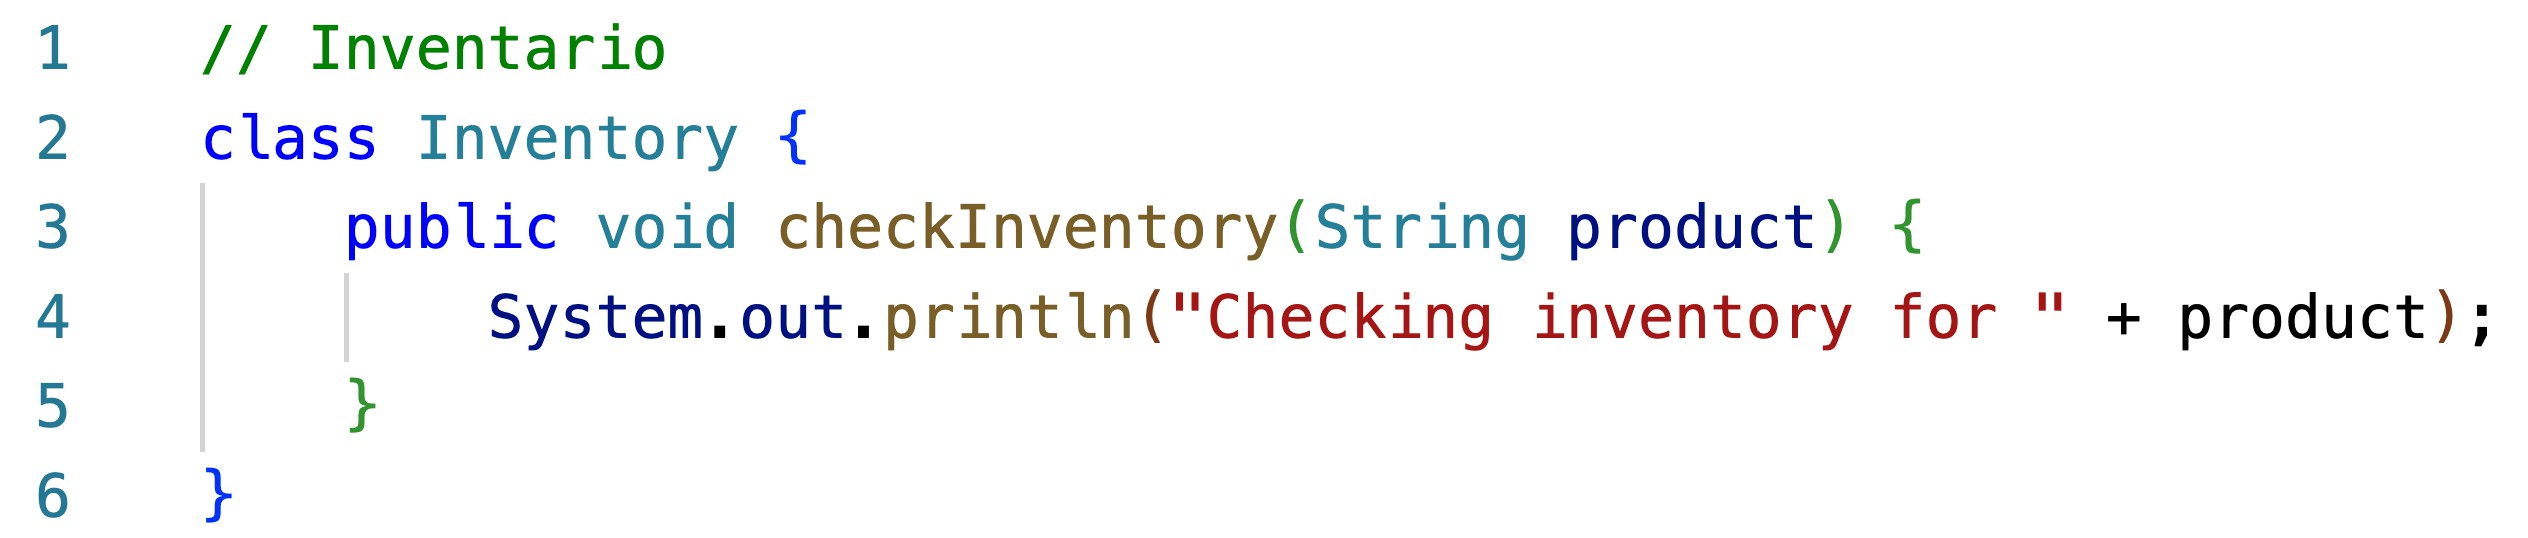 1 // Inventario
2 class Inventory {
3 public void checkInventory(String product) {
4 System.out.println("Checking inventory for " + product);
5 }
6 }